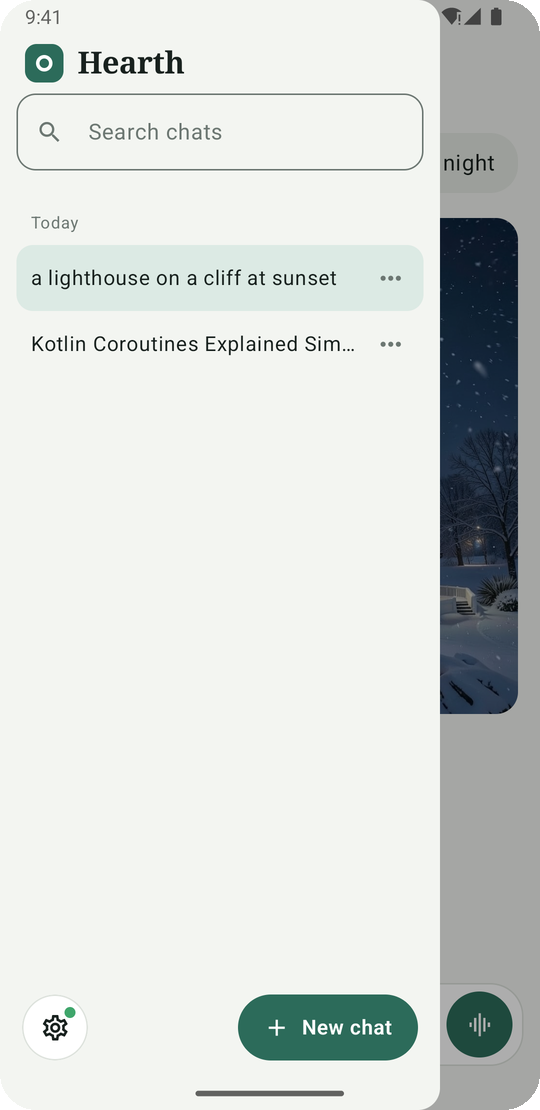 9:41
Hearth
Search chats
night
Today
a lighthouse on a cliff at sunset
Kotlin Coroutines Explained Sim…
New chat